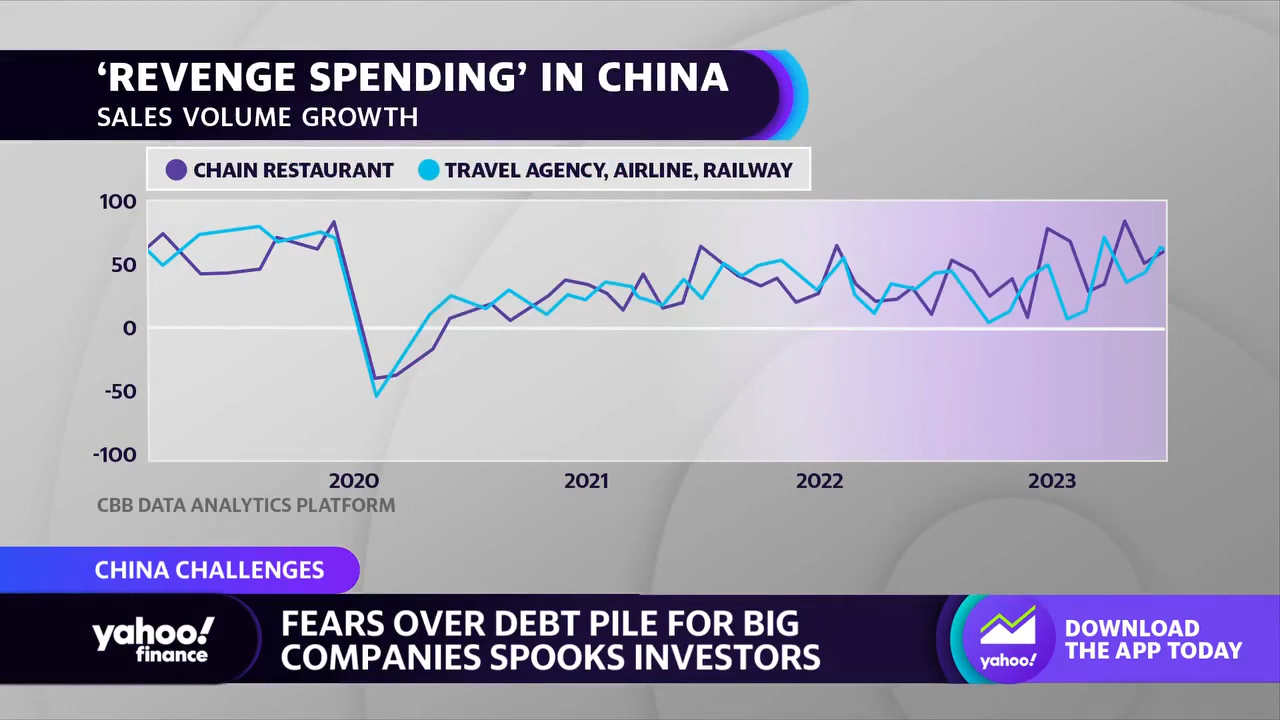 ‘REVENGE SPENDING’ IN CHINA
SALES VOLUME GROWTH
CHAIN RESTAURANT TRAVEL AGENCY, AIRLINE, RAILWAY
100
50
0
-50
-100
2020 2021 2022 2023
CBB DATA ANALYTICS PLATFORM
CHINA CHALLENGES
yahoo!
finance
FEARS OVER DEBT PILE FOR BIG
COMPANIES SPOOKS INVESTORS
yahoo!
DOWNLOAD
THE APP TODAY